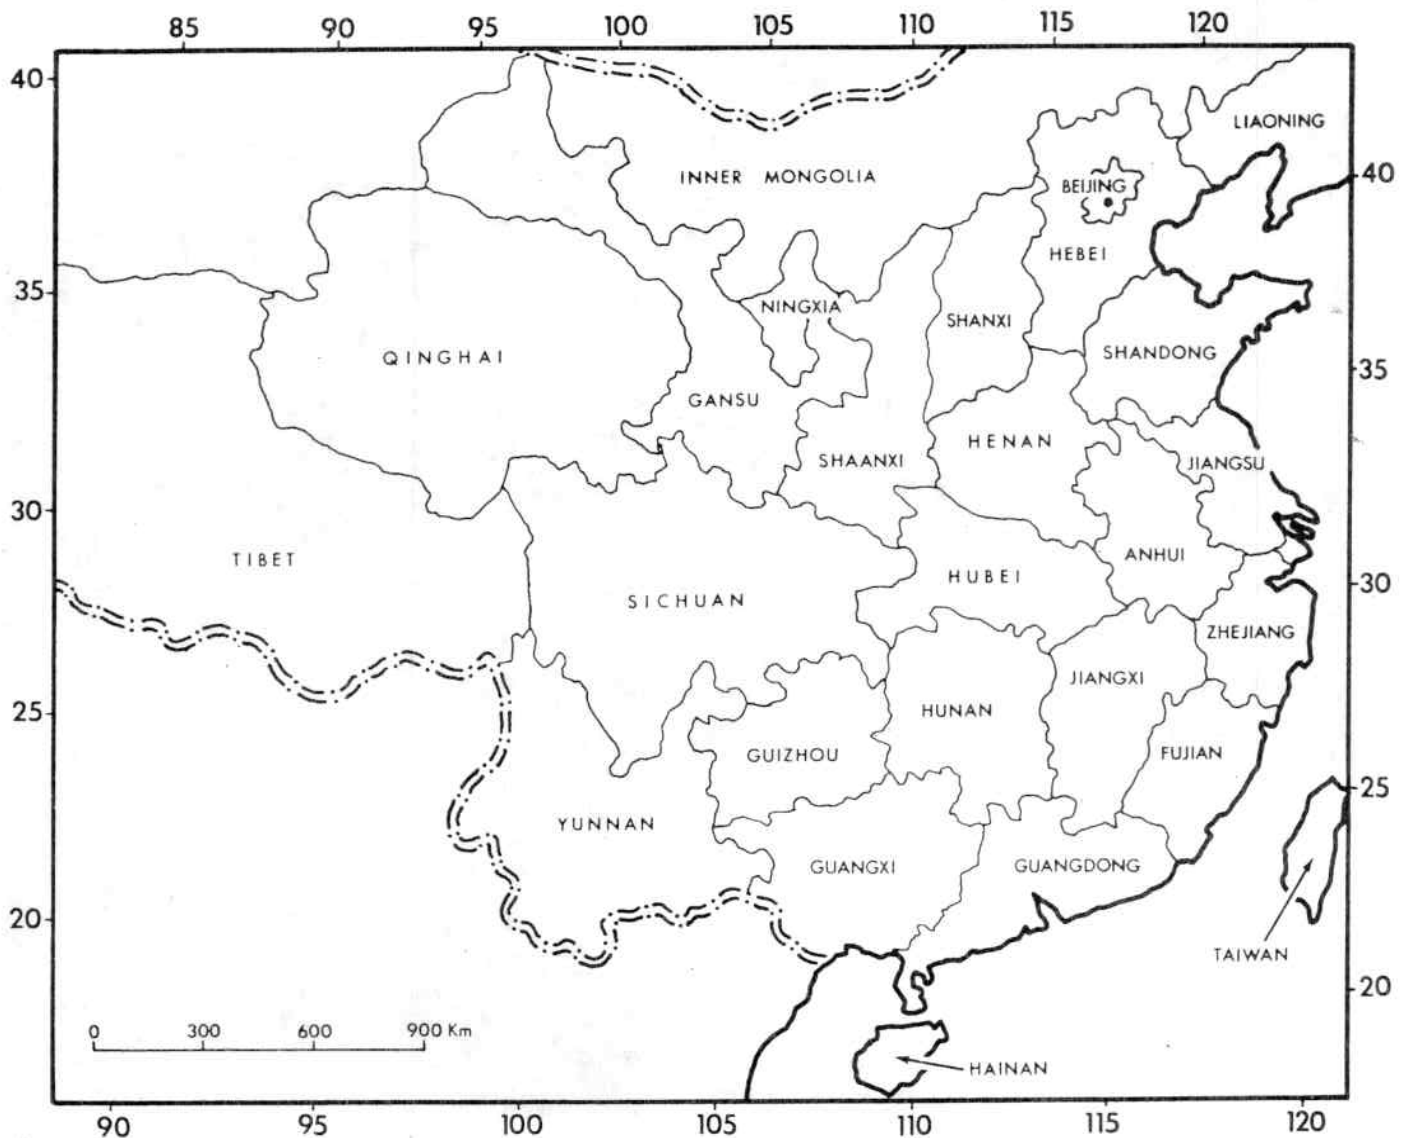 85 90 95 100 105 110 115 120
40
LIAONING
40
INNER MONGOLIA
BEIJING
HEBEI
35
NINGXIA
SHANXI
QINGHAI
SHANDONG
35
GANSU
HENAN
SHAANXI
JIANGSU
30
TIBET
ANHUI
HUBEI
30
SICHUAN
ZHEJIANG
JIANGXI
25
HUNAN
GUIZHOU
FUJIAN
25
YUNNAN
GUANGXI
GUANGDONG
20
TAIWAN
20
0 300 600 900 Km
HAINAN
90 95 100 105 110 115 120